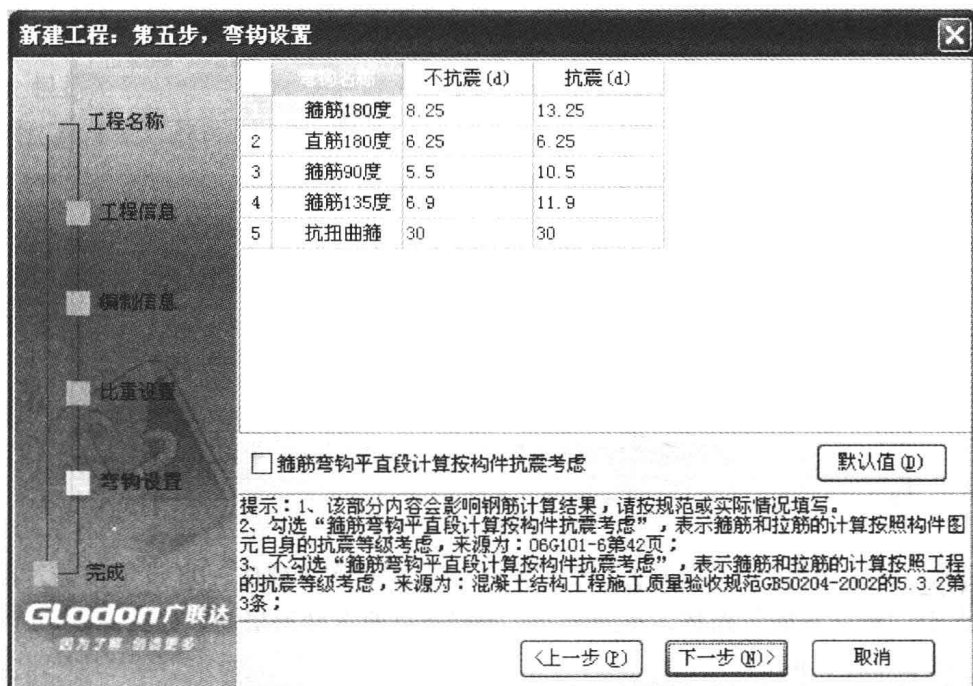 新建工程：第五步，弯钩设置
工程名称
工程信息
编制信息
比重设置
弯钩设置
完成
GLodon广联达
因为了解 创造更多
不抗震(d) 抗震(d)
箍筋180度 8.25 13.25
2 直筋180度 6.25 6.25
3 箍筋90度 5.5 10.5
4 箍筋135度 6.9 11.9
5 抗扭曲箍 30 30
箍筋弯钩平直段计算按构件抗震考虑
默认值(D)
提示：1、该部分内容会影响钢筋计算结果，请按规范或实际情况填写。
2、勾选“箍筋弯钩平直段计算按构件抗震考虑”，表示箍筋和拉筋的计算按照构件图
元自身的抗震等级考虑，来源为：06G101-6第42页；
3、不勾选“箍筋弯钩平直段计算按构件抗震考虑”，表示箍筋和拉筋的计算按照工程
的抗震等级考虑，来源为：混凝土结构工程施工质量验收规范GB50204-2002的5.3.2第
3条；
<上一步(P)
下一步(N)>
取消